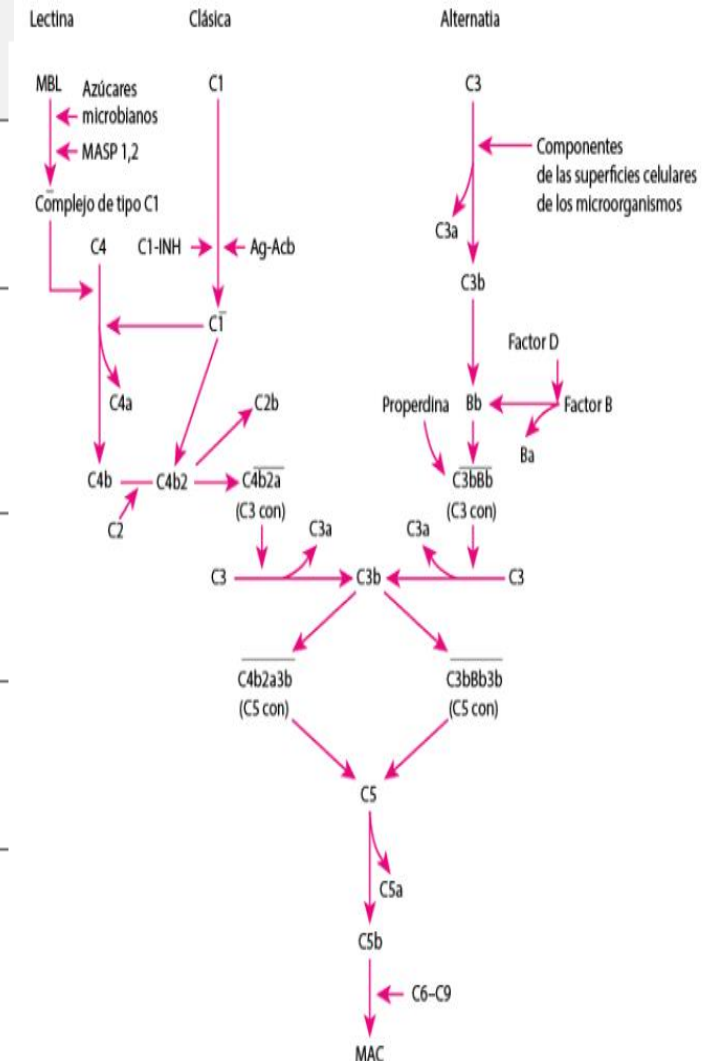 Lectina Clásica Alternatia
MBL Azúcares C1 C3
microbianos
MASP 1,2
Componentes
de las superficies celulares
de los microorganismos
Complejo de tipo C1
C3a
C4 C1-INH Ag-Acb
C3b
C1̅
Factor D
C4a C2b Properdina Bb Factor B
Ba
C4b C4b2 C4b2a C3bBb
(C3 con) (C3 con)
C2 C3a C3a
C3 C3b C3
C4b2a3b C3bBb3b
(C5 con) (C5 con)
C5
C5a
C5b
C6–C9
MAC